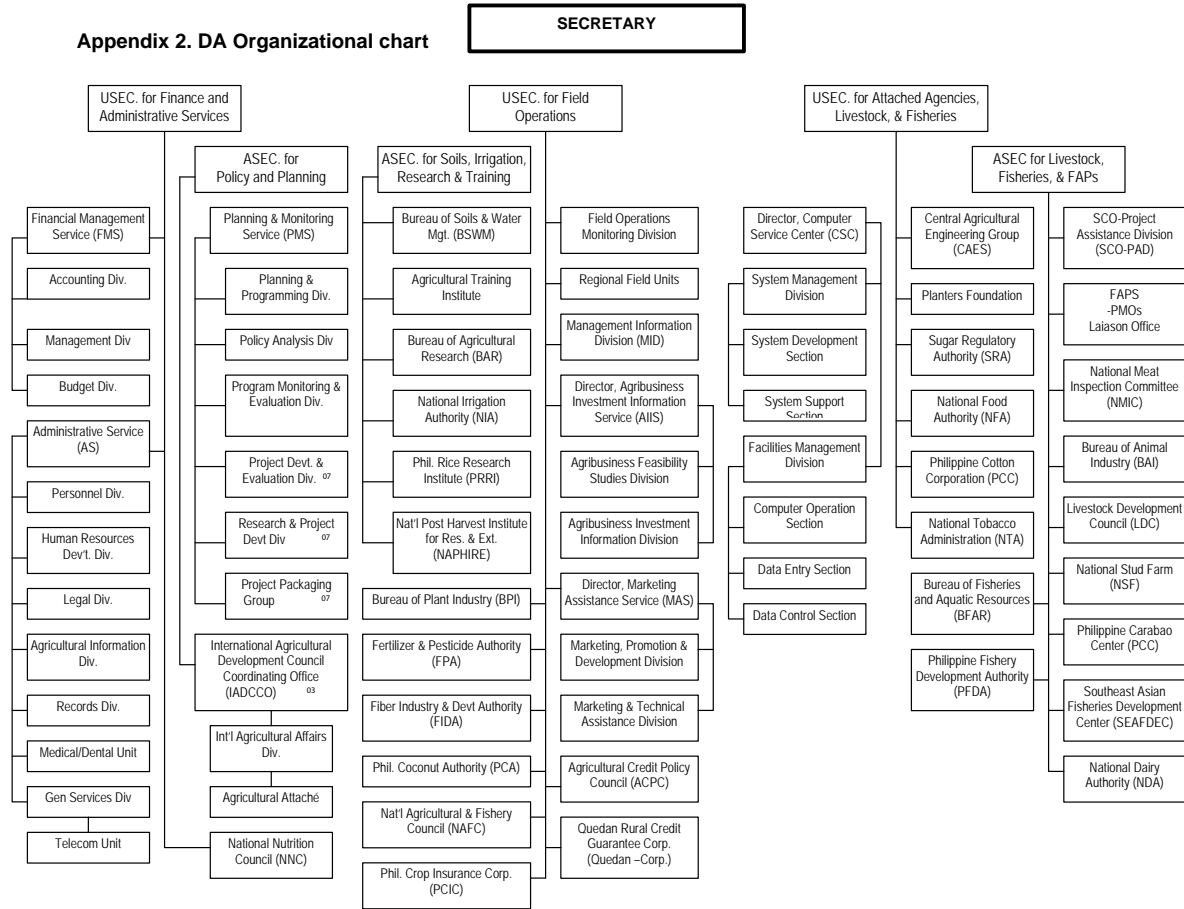 SECRETARY
Appendix 2. DA Organizational chart
USEC. for Finance and
Administrative Services
USEC. for Field
Operations
USEC. for Attached Agencies,
Livestock, & Fisheries
ASEC. for
Policy and Planning
ASEC. for Soils, Irrigation,
Research & Training
ASEC for Livestock,
Fisheries, & FAPs
Financial Management
Service (FMS)
Accounting Div.
Management Div
Budget Div.
Administrative Service
(AS)
Personnel Div.
Human Resources
Dev't. Div.
Legal Div.
Agricultural Information
Div.
Records Div.
Medical/Dental Unit
Gen Services Div
Telecom Unit
Planning & Monitoring
Service (PMS)
Planning &
Programming Div.
Policy Analysis Div
Program Monitoring &
Evaluation Div.
Project Devt. &
Evaluation Div. 07
Research & Project
Devt Div 07
Project Packaging
Group 07
International Agricultural
Development Council
Coordinating Office
(IADCCO) 03
Int'l Agricultural Affairs
Div.
Agricultural Attaché
National Nutrition
Council (NNC)
Bureau of Soils & Water
Mgt. (BSWM)
Agricultural Training
Institute
Bureau of Agricultural
Research (BAR)
National Irrigation
Authority (NIA)
Phil. Rice Research
Institute (PRRI)
Nat'l Post Harvest Institute
for Res. & Ext.
(NAPHIRE)
Bureau of Plant Industry (BPI)
Fertilizer & Pesticide Authority
(FPA)
Fiber Industry & Devt Authority
(FIDA)
Phil. Coconut Authority (PCA)
Nat'l Agricultural & Fishery
Council (NAFC)
Phil. Crop Insurance Corp.
(PCIC)
Field Operations
Monitoring Division
Regional Field Units
Management Information
Division (MID)
Director, Agribusiness
Investment Information
Service (AIIS)
Agribusiness Feasibility
Studies Division
Agribusiness Investment
Information Division
Director, Marketing
Assistance Service (MAS)
Marketing, Promotion &
Development Division
Marketing & Technical
Assistance Division
Agricultural Credit Policy
Council (ACPC)
Quedan Rural Credit
Guarantee Corp.
(Quedan –Corp.)
Director, Computer
Service Center (CSC)
System Management
Division
System Development
Section
System Support
Section
Facilities Management
Division
Computer Operation
Section
Data Entry Section
Data Control Section
Central Agricultural
Engineering Group
(CAES)
Planters Foundation
Sugar Regulatory
Authority (SRA)
National Food
Authority (NFA)
Philippine Cotton
Corporation (PCC)
National Tobacco
Administration (NTA)
Bureau of Fisheries
and Aquatic Resources
(BFAR)
Philippine Fishery
Development Authority
(PFDA)
SCO-Project
Assistance Division
(SCO-PAD)
FAPS
-PMOs
Laiason Office
National Meat
Inspection Committee
(NMIC)
Bureau of Animal
Industry (BAI)
Livestock Development
Council (LDC)
National Stud Farm
(NSF)
Philippine Carabao
Center (PCC)
Southeast Asian
Fisheries Development
Center (SEAFDEC)
National Dairy
Authority (NDA)